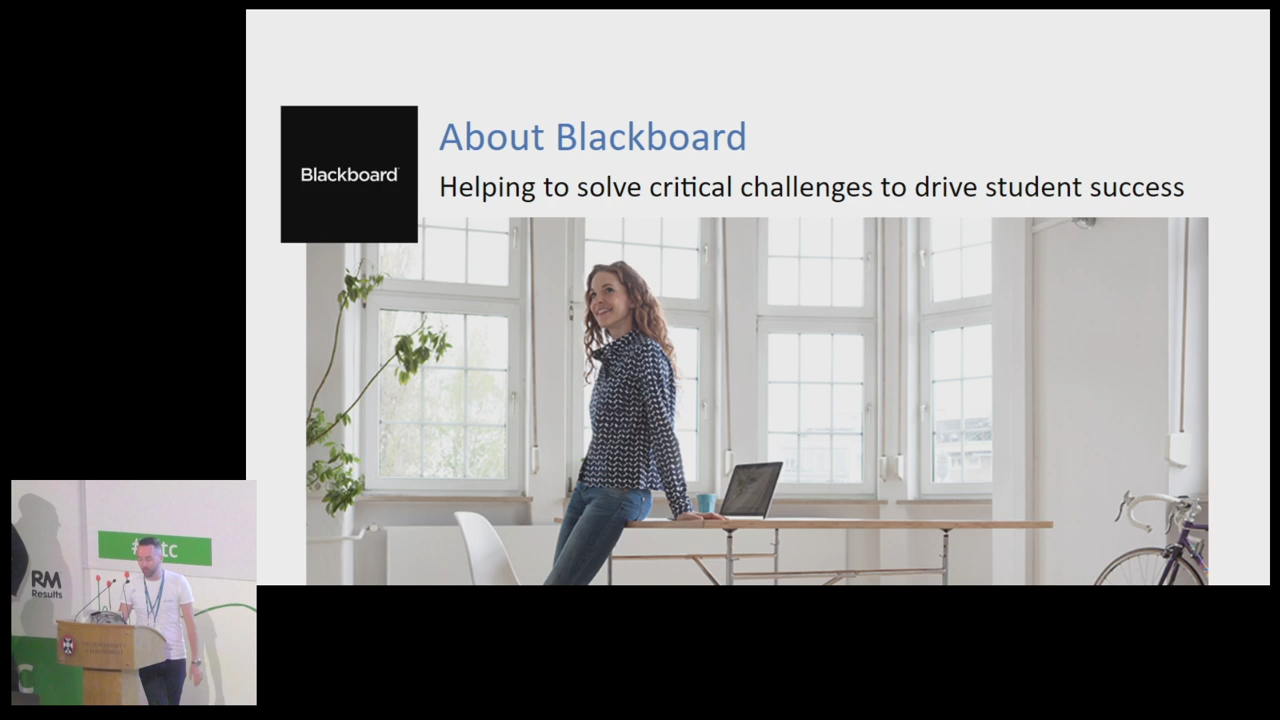 Blackboard
About Blackboard
Helping to solve critical challenges to drive student success
RM
Results